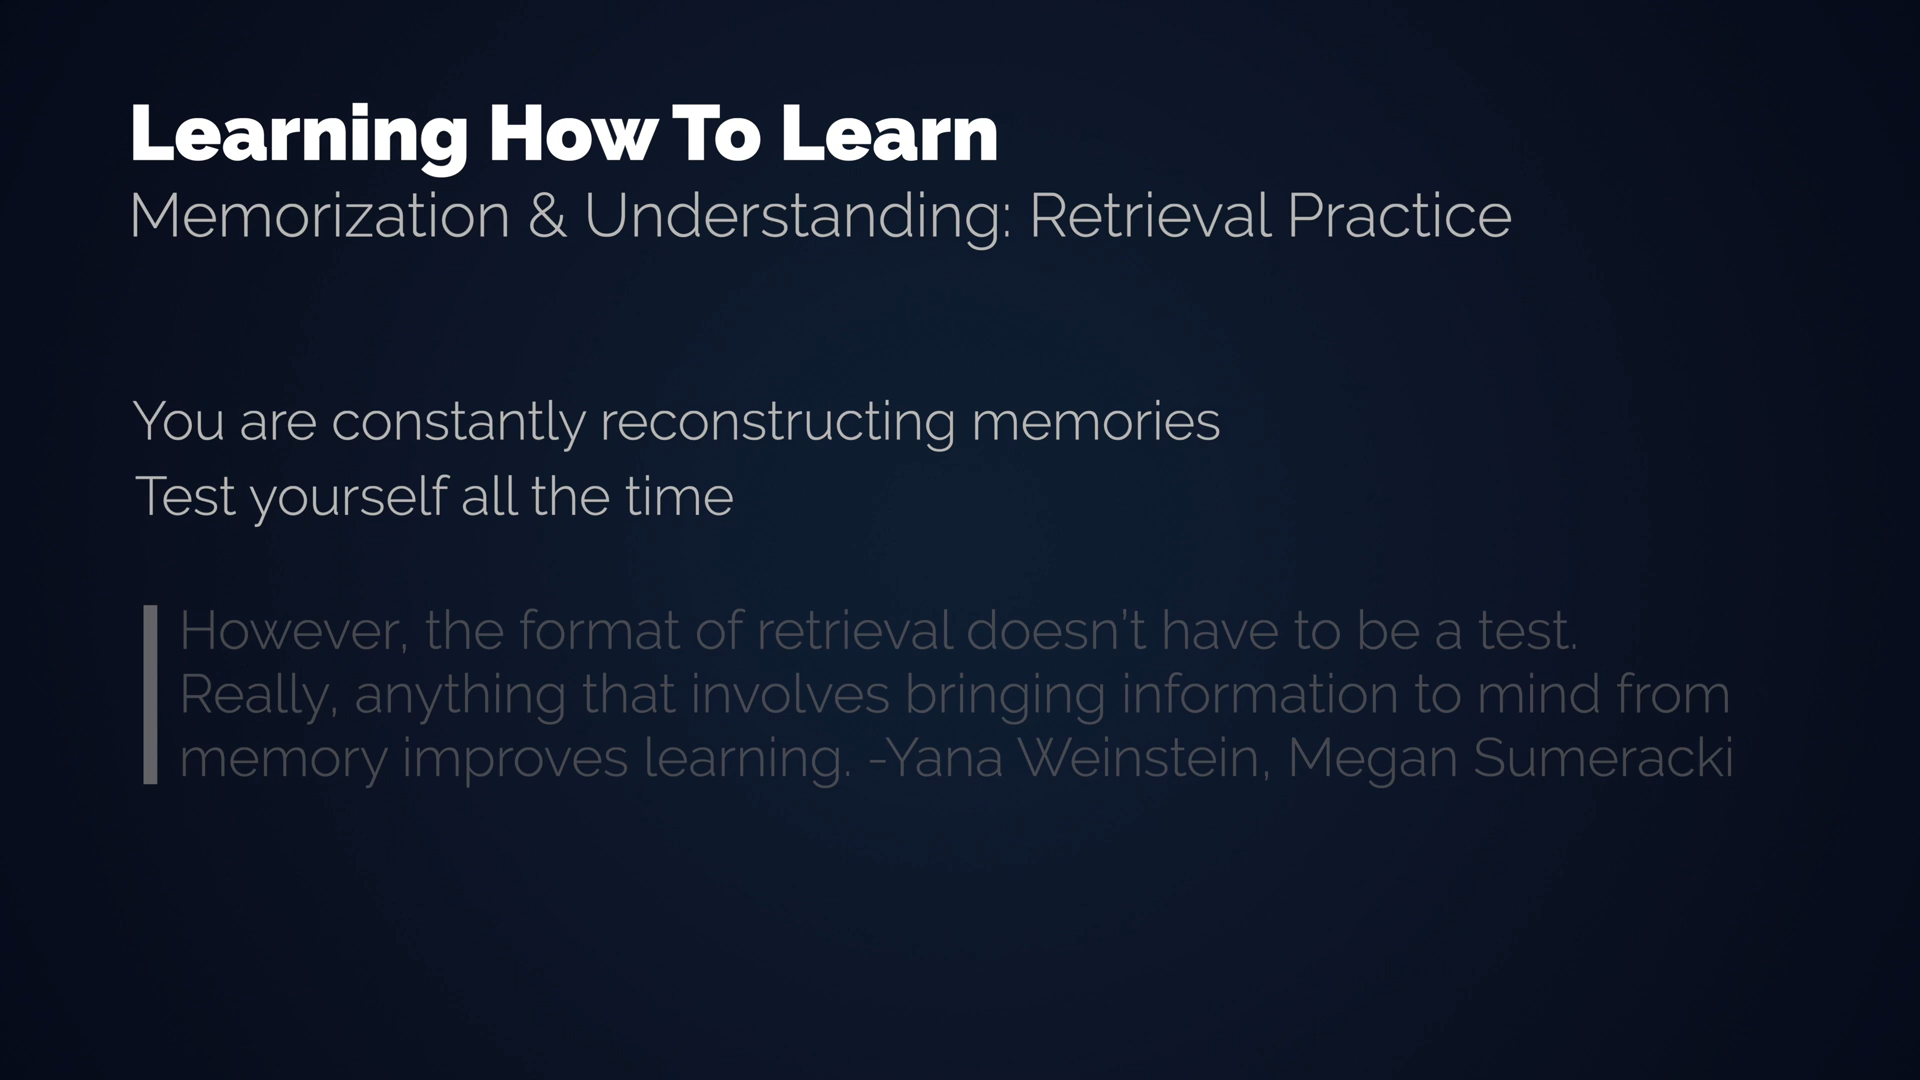 Learning How To Learn
Memorization & Understanding: Retrieval Practice
You are constantly reconstructing memories
Test yourself all the time
However, the format of retrieval doesn’t have to be a test.
Really, anything that involves bringing information to mind from
memory improves learning. -Yana Weinstein, Megan Sumeracki